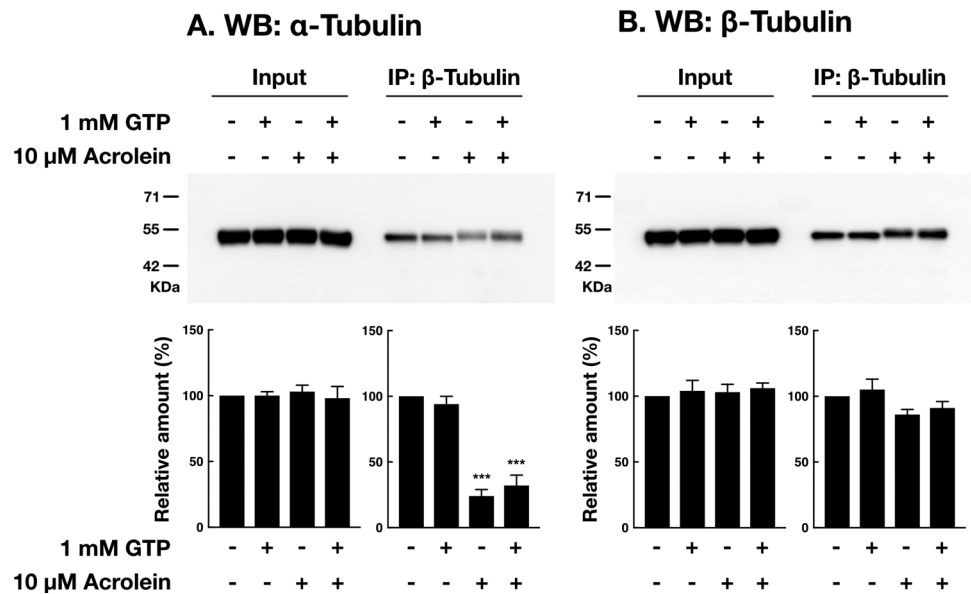 A. WB: α-Tubulin
B. WB: β-Tubulin
Input
IP: β-Tubulin
Input
IP: β-Tubulin
1 mM GTP - + - + - + - + - + - + - + - +
10 µM Acrolein - - + + - - + + - - + + - - + +
71
55
42
KDa
71
55
42
KDa
Relative amount (%)
150
100
50
0
150
100
50
0
***
***
Relative amount (%)
150
100
50
0
150
100
50
0
1 mM GTP - + - + - + - + - + - + - + - +
10 µM Acrolein - - + + - - + + - - + + - - + +